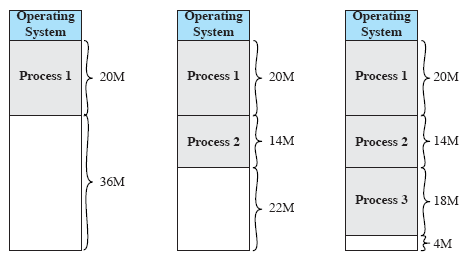 Operating
System
Process 1
20M
36M
Operating
System
Process 1
20M
Process 2
14M
22M
Operating
System
Process 1
20M
Process 2
14M
Process 3
18M
4M